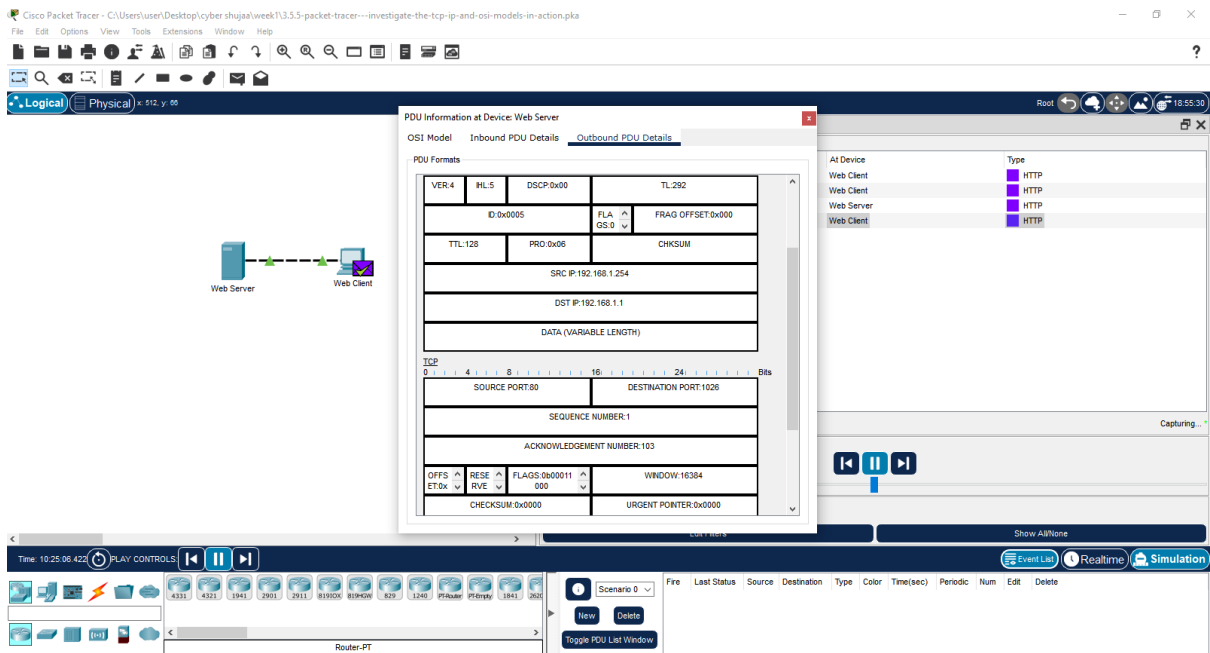 Cisco Packet Tracer - C:\Users\user\Desktop\cyber shujaa\week1\3.5.5-packet-tracer---investigate-the-tcp-ip-and-osi-models-in-action.pka
File Edit Options View Tools Extensions Window Help
?
Logical Physical x: 512, y: 66 Root 18:55:30
PDU Information at Device: Web Server x
OSI Model Inbound PDU Details Outbound PDU Details
PDU Formats
VER:4 IHL:5 DSCP:0x00 TL:292
ID:0x0005 FLA GS:0 FRAG OFFSET:0x000
TTL:128 PRO:0x06 CHKSUM
SRC IP:192.168.1.254
DST IP:192.168.1.1
DATA (VARIABLE LENGTH)
TCP
0 4 8 16 24 Bits
SOURCE PORT:80 DESTINATION PORT:1026
SEQUENCE NUMBER:1
ACKNOWLEDGEMENT NUMBER:103
OFFS ET:0x RESE RVE FLAGS:0b00011 000 WINDOW:16384
CHECKSUM:0x0000 URGENT POINTER:0x0000
At Device Type
Web Client HTTP
Web Client HTTP
Web Server HTTP
Web Client HTTP
Web Server
Web Client
Capturing...
Edit Filters Show All/None
Time: 10:25:06.422 PLAY CONTROLS: Event List Realtime Simulation
4331 4321 1941 2901 2911 819IOX 819HGW 829 1240 PT-Router PT-Empty 1841 2620
Router-PT
Scenario 0
New Delete
Toggle PDU List Window
Fire Last Status Source Destination Type Color Time(sec) Periodic Num Edit Delete